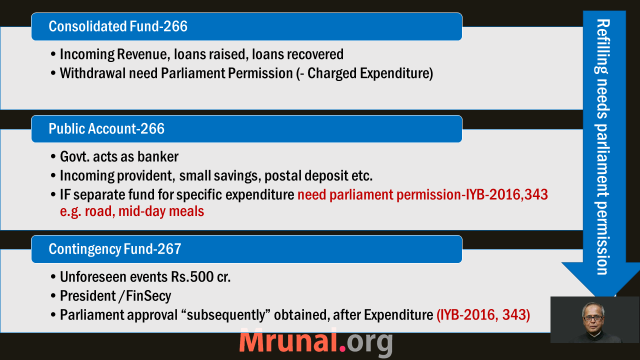 Consolidated Fund-266
• Incoming Revenue, loans raised, loans recovered
• Withdrawal need Parliament Permission (- Charged Expenditure)
Public Account-266
• Govt. acts as banker
• Incoming provident, small savings, postal deposit etc.
• IF separate fund for specific expenditure need parliament permission-IYB-2016,343
e.g. road, mid-day meals
Contingency Fund-267
• Unforeseen events Rs.500 cr.
• President /FinSecy
• Parliament approval “subsequently” obtained, after Expenditure (IYB-2016, 343)
Refilling needs parliament permission
Mrunal.org